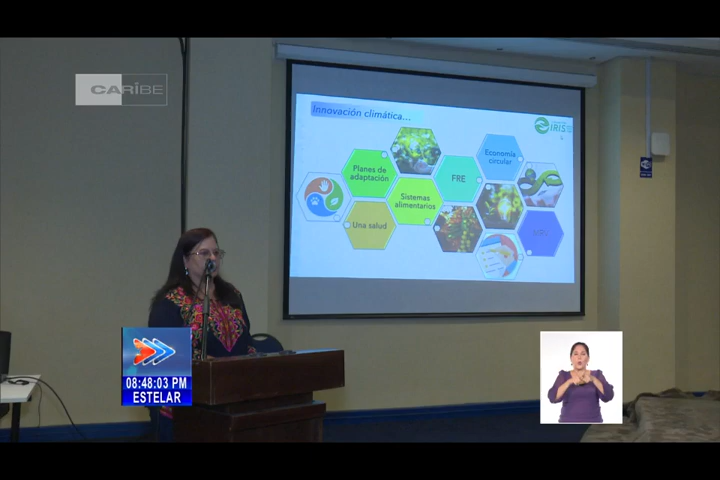 CARIBE
Innovación climática...
IRIS
Economía
circular
Planes de
adaptación
FRE
Sistemas
alimentarios
Una salud
08:48:03 PM
ESTELAR